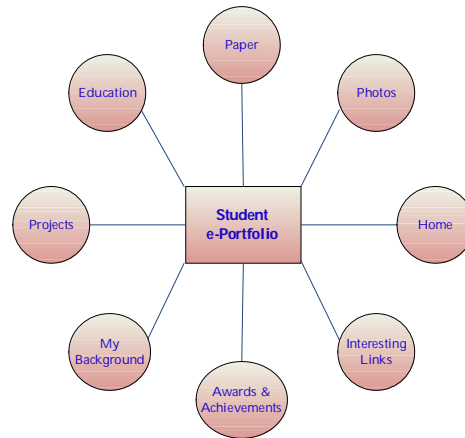 Paper
Education
Photos
Student
e-Portfolio
Projects
Home
My
Background
Interesting
Links
Awards &
Achievements